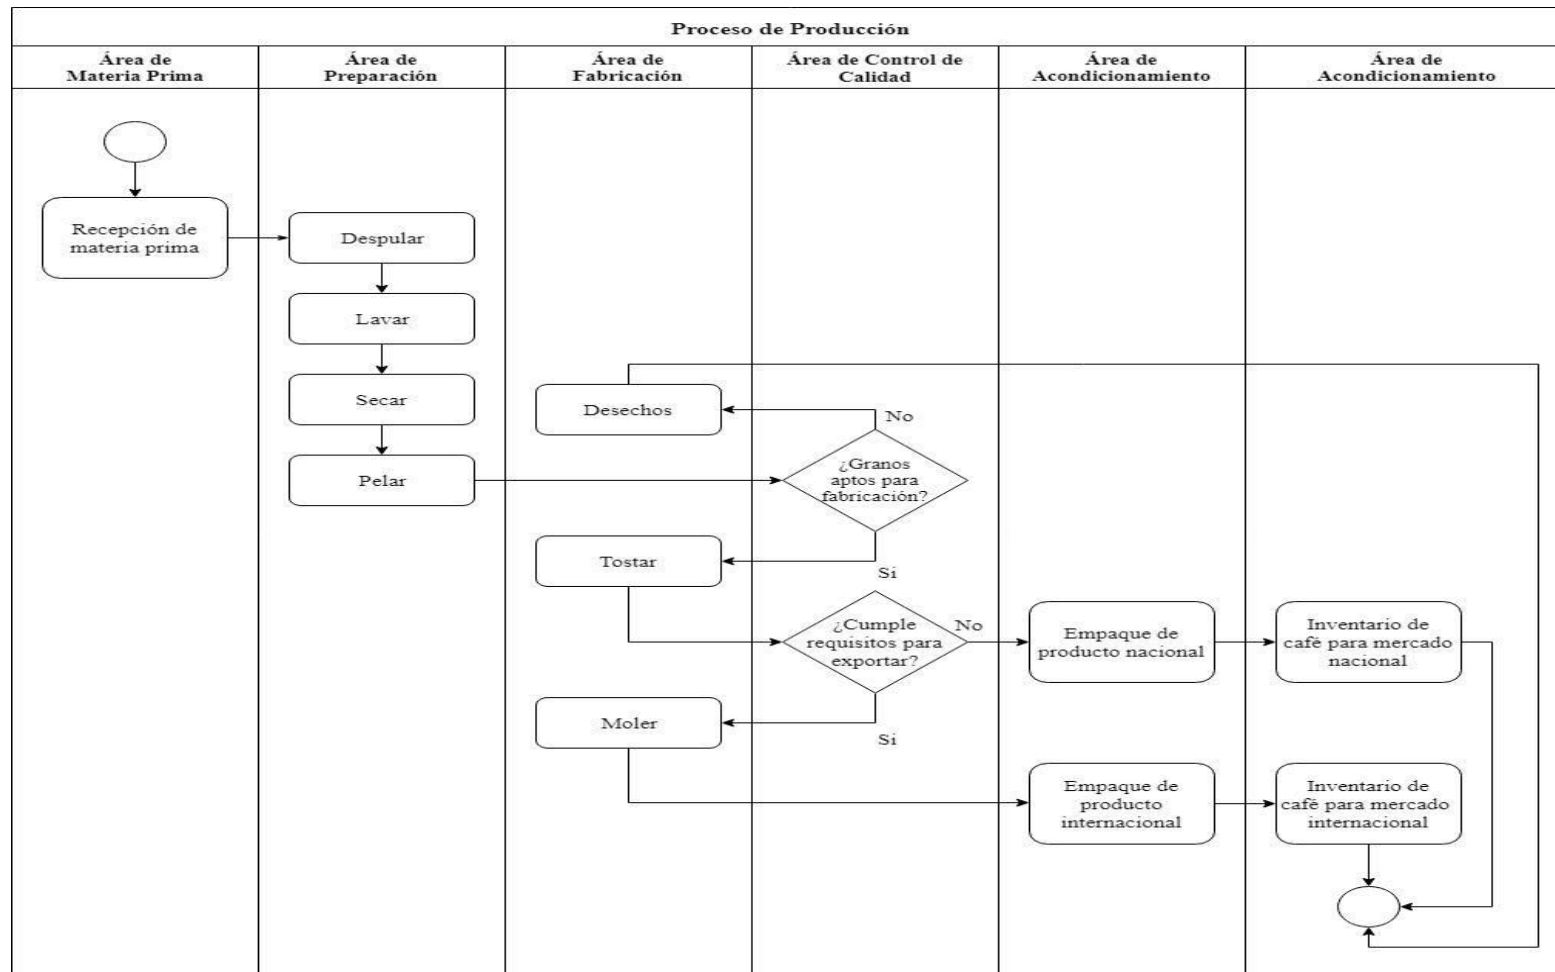 Proceso de Producción
Área de
Materia Prima
Área de
Preparación
Área de
Fabricación
Área de Control de
Calidad
Área de
Acondicionamiento
Área de
Acondicionamiento
Recepción de
materia prima
Despular
Lavar
Secar
Pelar
Desechos
No
¿Granos
aptos para
fabricación?
Tostar
Si
¿Cumple
requisitos para
exportar?
No
Empaque de
producto nacional
Inventario de
café para mercado
nacional
Moler
Si
Empaque de
producto
internacional
Inventario de
café para mercado
internacional